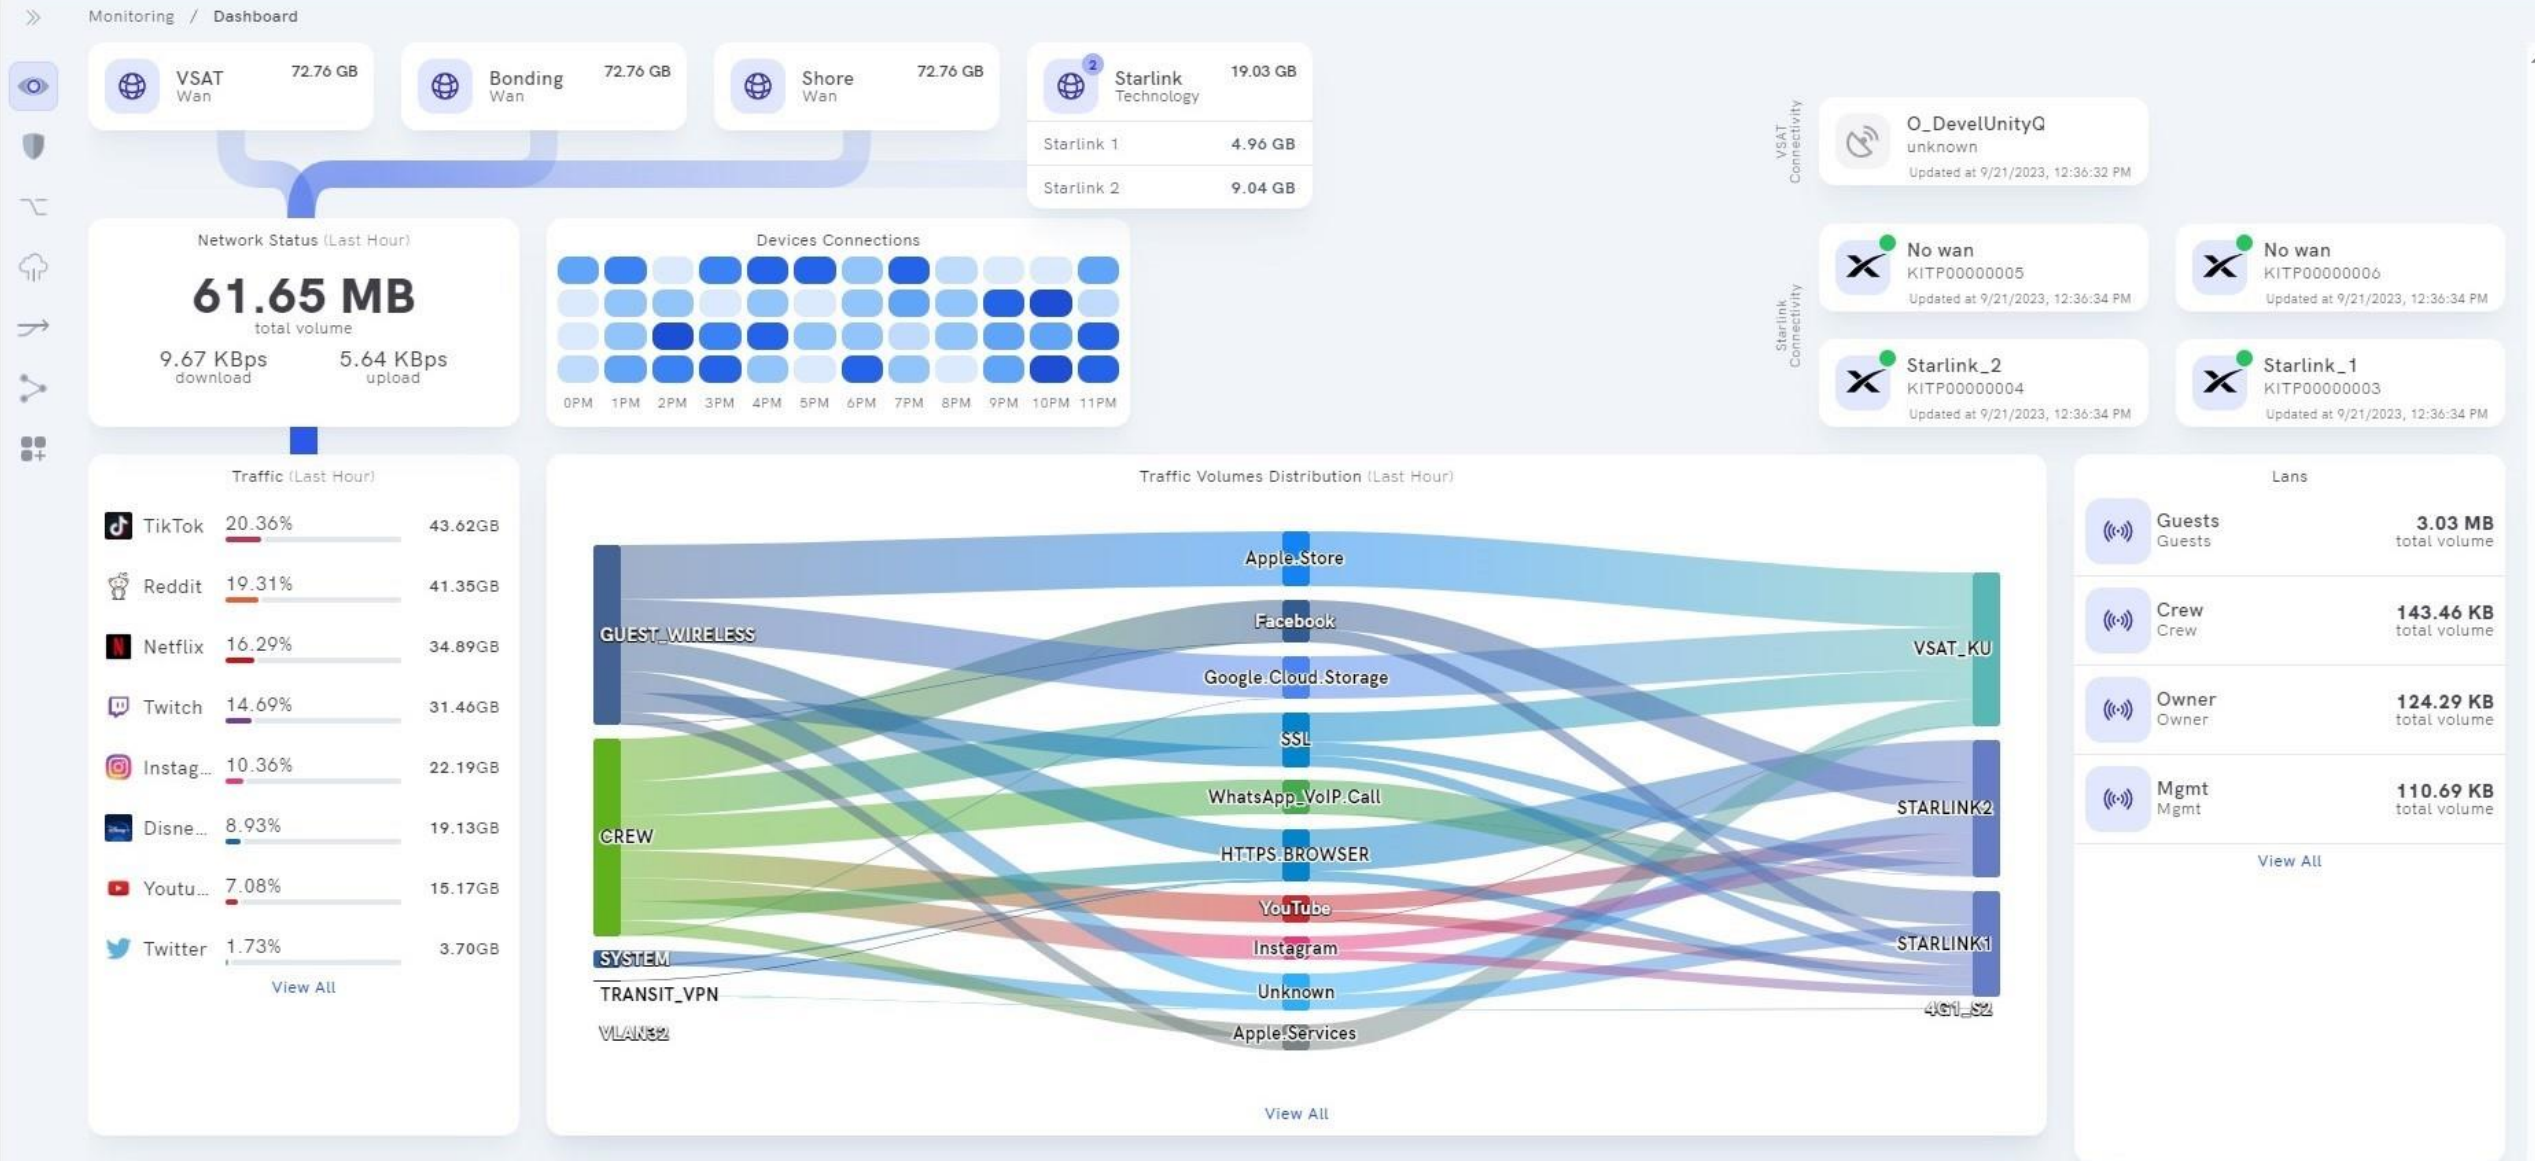 Monitoring / Dashboard
VSAT
Wan
72.76 GB
Bonding
Wan
72.76 GB
Shore
Wan
72.76 GB
2
Starlink
Technology
19.03 GB
Starlink 1
4.96 GB
Starlink 2
9.04 GB
VSAT
Connectivity
O_DevelUnityQ
unknown
Updated at 9/21/2023, 12:36:32 PM
Starlink
Connectivity
No wan
KITP00000005
Updated at 9/21/2023, 12:36:34 PM
No wan
KITP00000006
Updated at 9/21/2023, 12:36:34 PM
Starlink_2
KITP00000004
Updated at 9/21/2023, 12:36:34 PM
Starlink_1
KITP00000003
Updated at 9/21/2023, 12:36:34 PM
Network Status (Last Hour)
61.65 MB
total volume
9.67 KBps
download
5.64 KBps
upload
Devices Connections
0PM 1PM 2PM 3PM 4PM 5PM 6PM 7PM 8PM 9PM 10PM 11PM
Traffic (Last Hour)
TikTok 20.36% 43.62GB
Reddit 19.31% 41.35GB
Netflix 16.29% 34.89GB
Twitch 14.69% 31.46GB
Instag... 10.36% 22.19GB
Disne... 8.93% 19.13GB
Youtu... 7.08% 15.17GB
Twitter 1.73% 3.70GB
View All
Traffic Volumes Distribution (Last Hour)
GUEST_WIRELESS
CREW
SYSTEM
TRANSIT_VPN
VLAN32
Apple.Store
Facebook
Google.Cloud.Storage
SSL
WhatsApp_VoIP.Call
HTTPS.BROWSER
YouTube
Instagram
Unknown
Apple.Services
VSAT_KU
STARLINK2
STARLINK1
4G1_S2
View All
Lans
Guests
Guests
3.03 MB
total volume
Crew
Crew
143.46 KB
total volume
Owner
Owner
124.29 KB
total volume
Mgmt
Mgmt
110.69 KB
total volume
View All